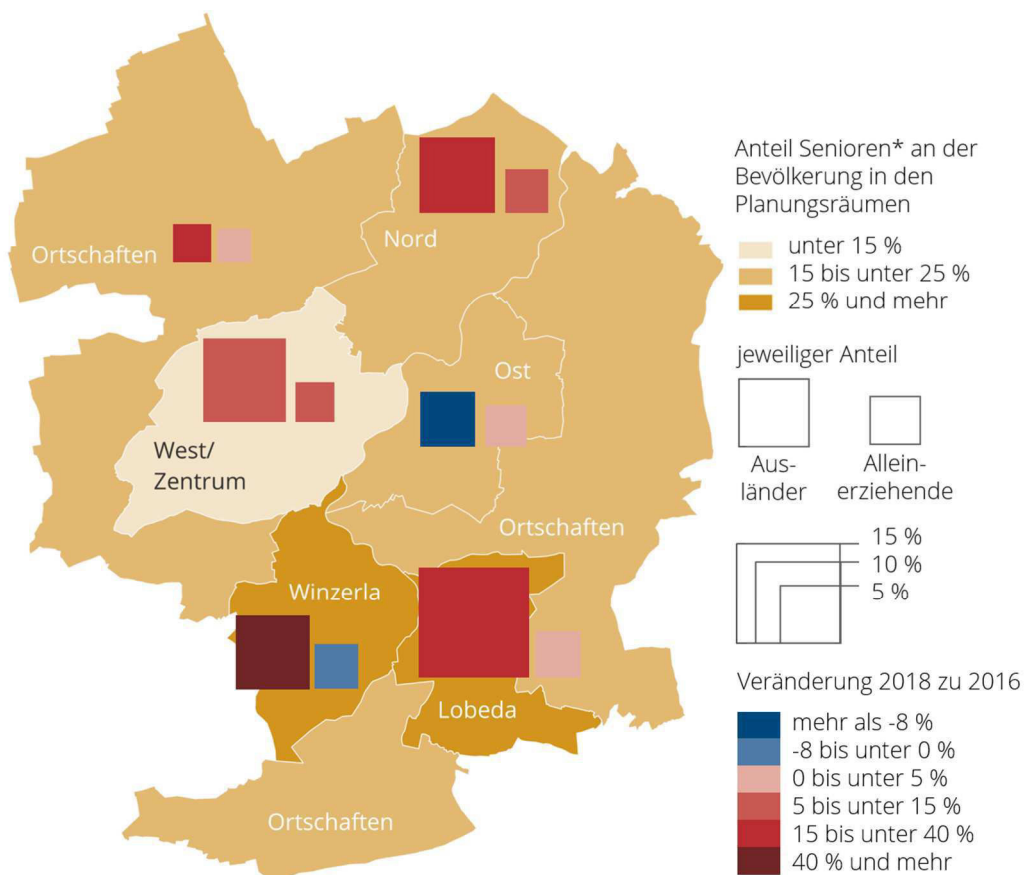 Ortschaften
Nord
Ost
West/
Zentrum
Ortschaften
Winzerla
Lobeda
Ortschaften
Anteil Senioren* an der
Bevölkerung in den
Planungsräumen
unter 15 %
15 bis unter 25 %
25 % und mehr
jeweiliger Anteil
Aus-
länder
Allein-
erziehende
15 %
10 %
5 %
Veränderung 2018 zu 2016
mehr als -8 %
-8 bis unter 0 %
0 bis unter 5 %
5 bis unter 15 %
15 bis unter 40 %
40 % und mehr